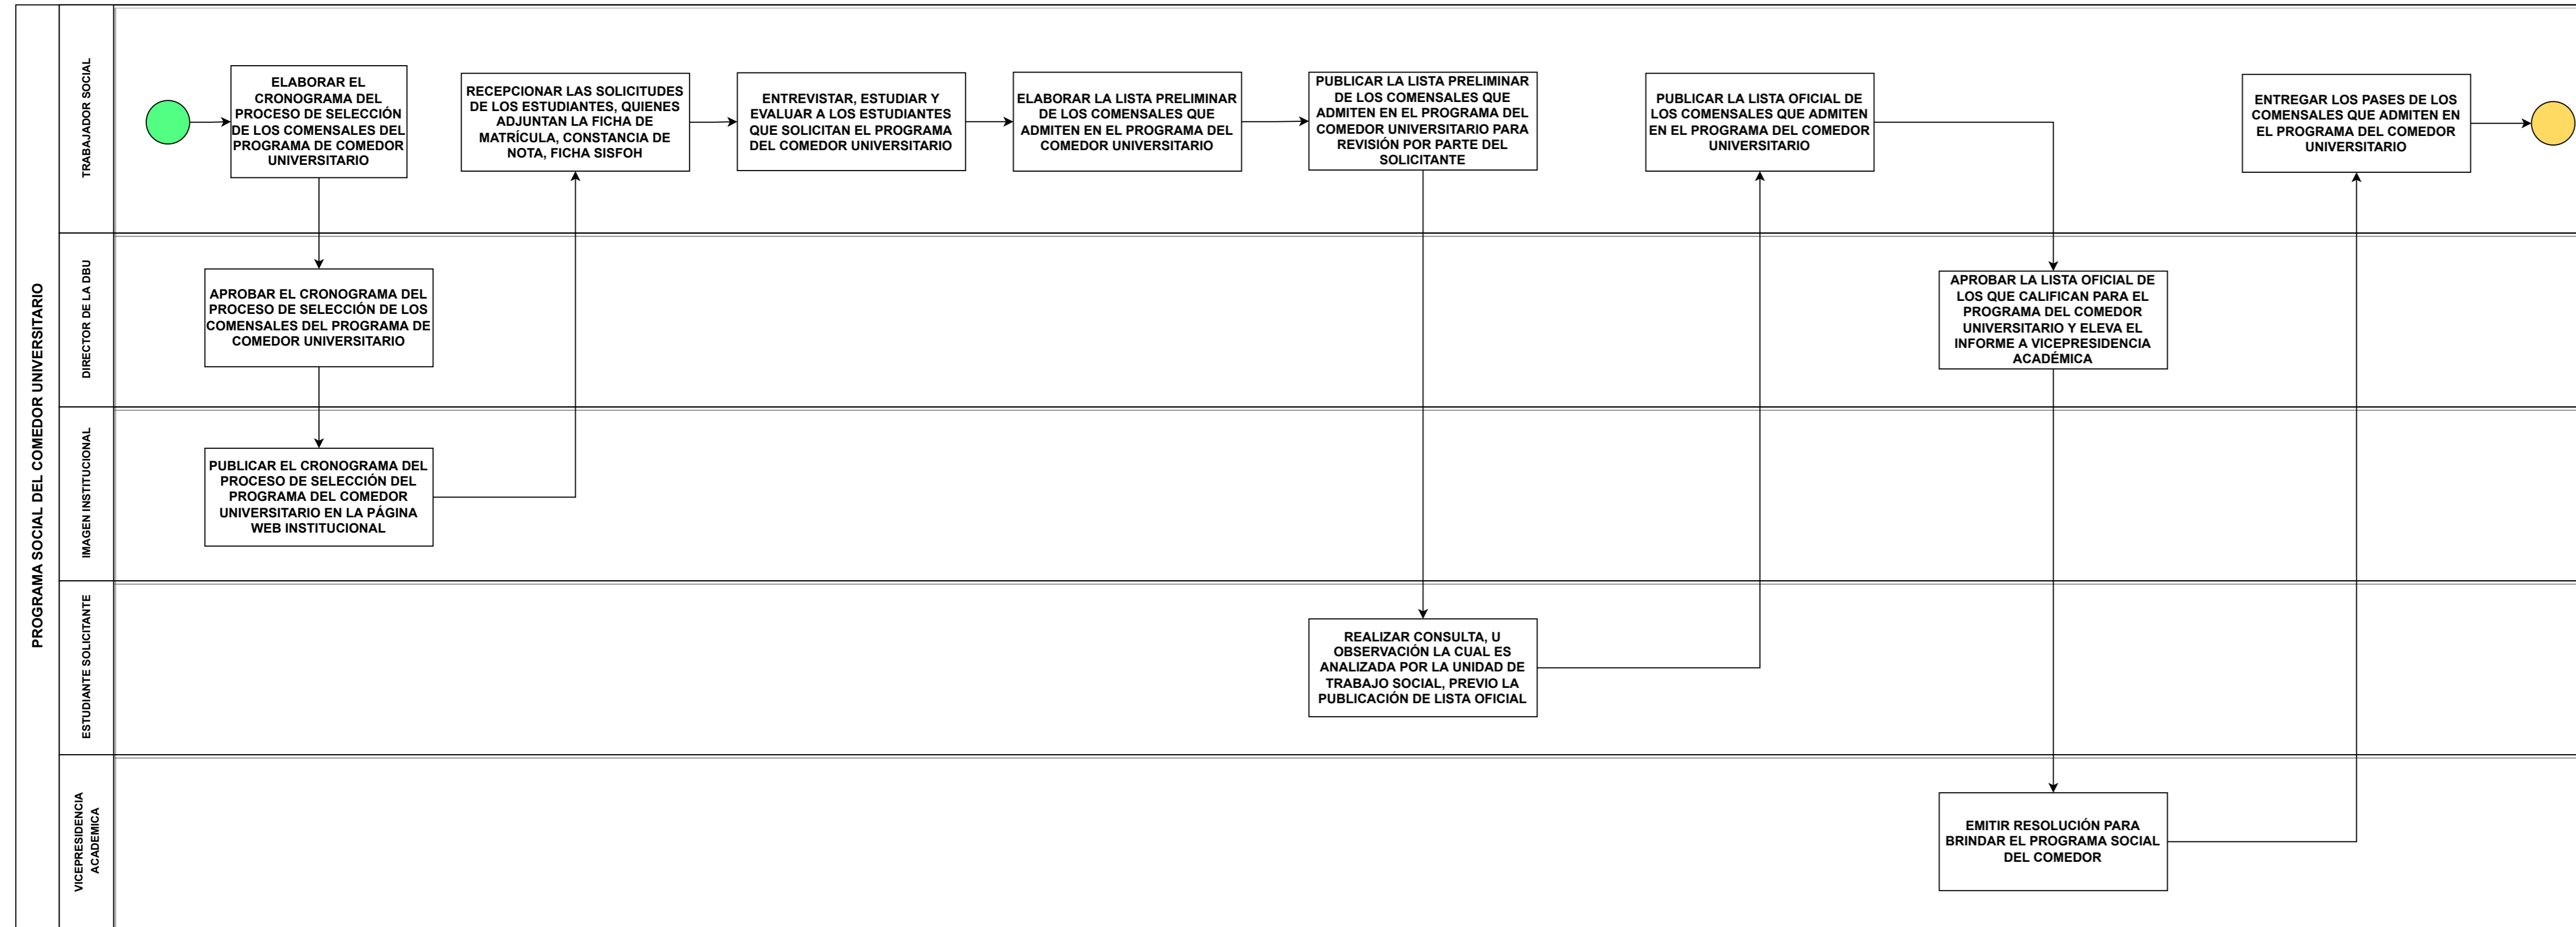 PROGRAMA SOCIAL DEL COMEDOR UNIVERSITARIO
TRABAJADOR SOCIAL
ELABORAR EL
CRONOGRAMA DEL
PROCESO DE SELECCIÓN
DE LOS COMENSALES DEL
PROGRAMA DE COMEDOR
UNIVERSITARIO
RECEPCIONAR LAS SOLICITUDES
DE LOS ESTUDIANTES, QUIENES
ADJUNTAN LA FICHA DE
MATRÍCULA, CONSTANCIA DE
NOTA, FICHA SISFOH
ENTREVISTAR, ESTUDIAR Y
EVALUAR A LOS ESTUDIANTES
QUE SOLICITAN EL PROGRAMA
DEL COMEDOR UNIVERSITARIO
ELABORAR LA LISTA PRELIMINAR
DE LOS COMENSALES QUE
ADMITEN EN EL PROGRAMA DEL
COMEDOR UNIVERSITARIO
PUBLICAR LA LISTA PRELIMINAR
DE LOS COMENSALES QUE
ADMITEN EN EL PROGRAMA DEL
COMEDOR UNIVERSITARIO PARA
REVISIÓN POR PARTE DEL
SOLICITANTE
PUBLICAR LA LISTA OFICIAL DE
LOS COMENSALES QUE ADMITEN
EN EL PROGRAMA DEL COMEDOR
UNIVERSITARIO
ENTREGAR LOS PASES DE LOS
COMENSALES QUE ADMITEN EN
EL PROGRAMA DEL COMEDOR
UNIVERSITARIO
DIRECTOR DE LA DBU
APROBAR EL CRONOGRAMA DEL
PROCESO DE SELECCIÓN DE LOS
COMENSALES DEL PROGRAMA DE
COMEDOR UNIVERSITARIO
APROBAR LA LISTA OFICIAL DE
LOS QUE CALIFICAN PARA EL
PROGRAMA DEL COMEDOR
UNIVERSITARIO Y ELEVA EL
INFORME A VICEPRESIDENCIA
ACADÉMICA
IMAGEN INSTITUCIONAL
PUBLICAR EL CRONOGRAMA DEL
PROCESO DE SELECCIÓN DEL
PROGRAMA DEL COMEDOR
UNIVERSITARIO EN LA PÁGINA
WEB INSTITUCIONAL
ESTUDIANTE SOLICITANTE
REALIZAR CONSULTA, U
OBSERVACIÓN LA CUAL ES
ANALIZADA POR LA UNIDAD DE
TRABAJO SOCIAL, PREVIO LA
PUBLICACIÓN DE LISTA OFICIAL
VICEPRESIDENCIA
ACADEMICA
EMITIR RESOLUCIÓN PARA
BRINDAR EL PROGRAMA SOCIAL
DEL COMEDOR